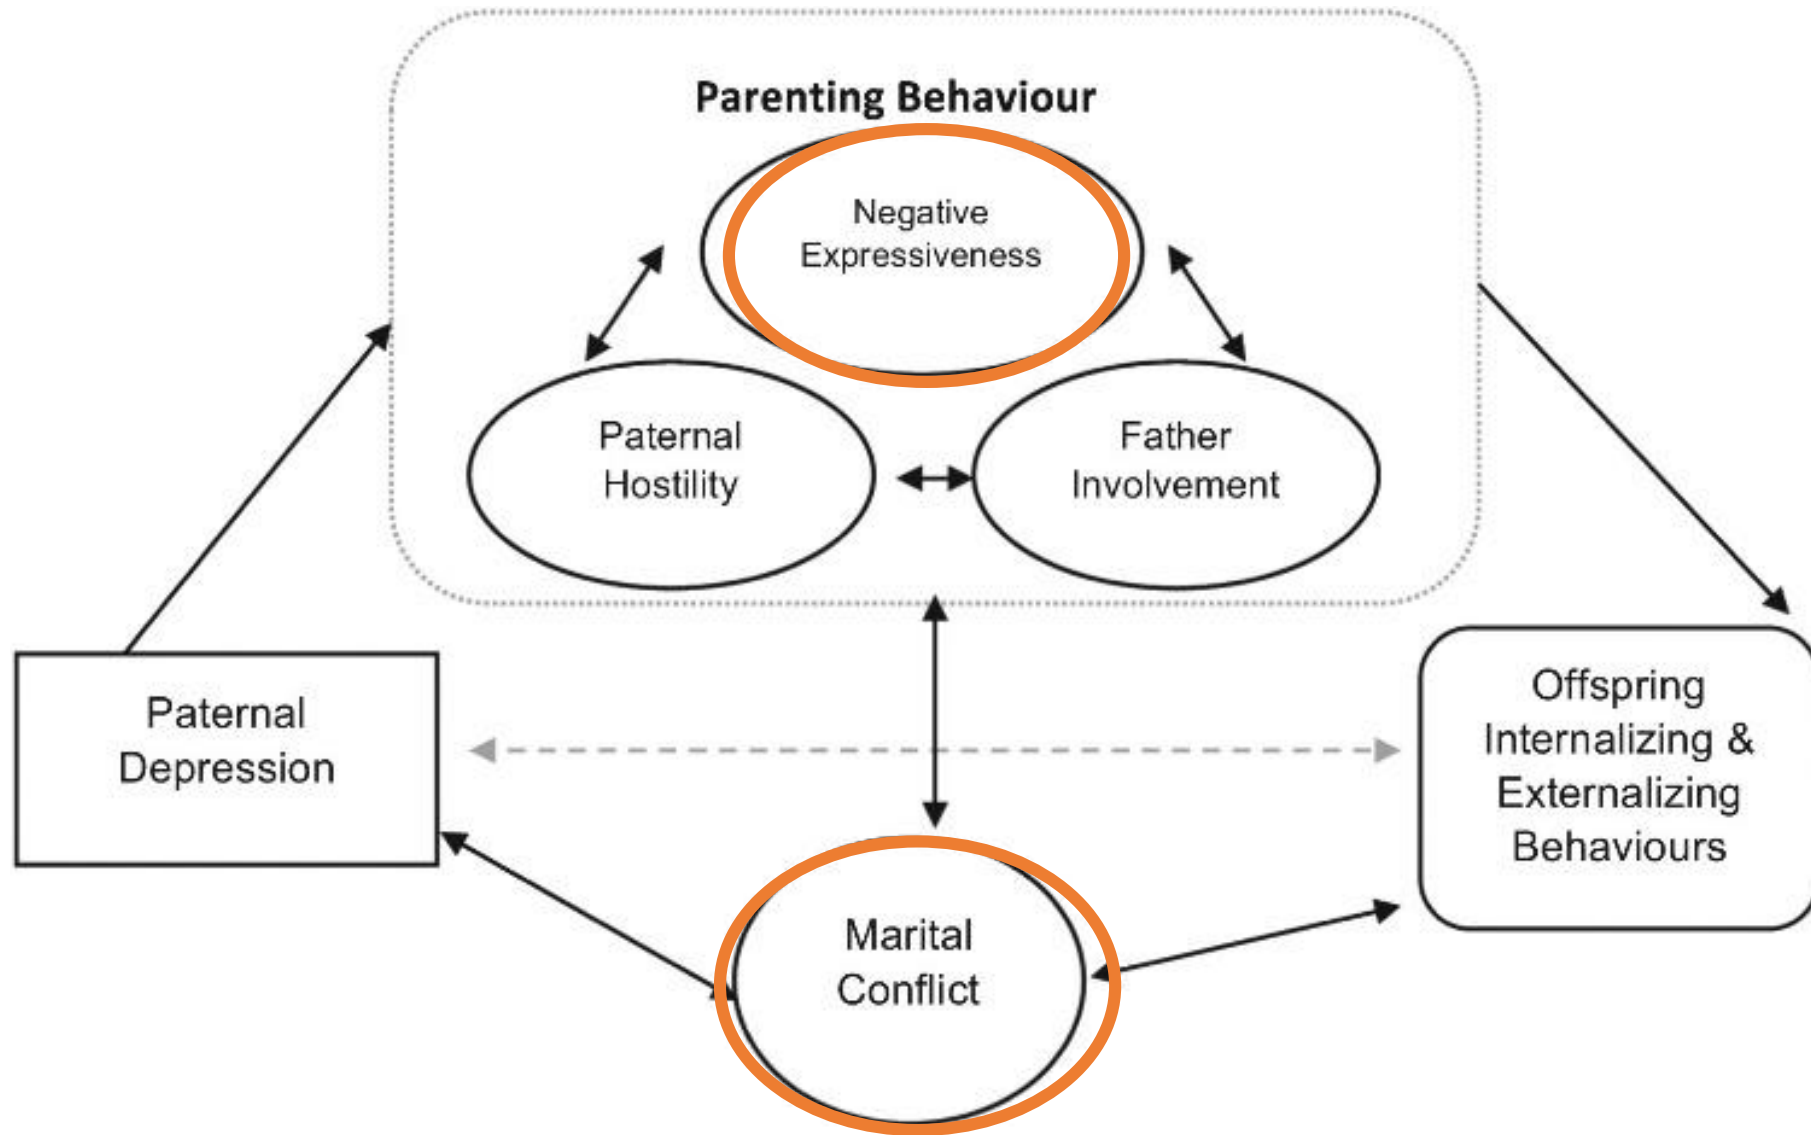 Parenting Behaviour
Negative
Expressiveness
Paternal
Hostility
Father
Involvement
Paternal
Depression
Offspring
Internalizing &
Externalizing
Behaviours
Marital
Conflict